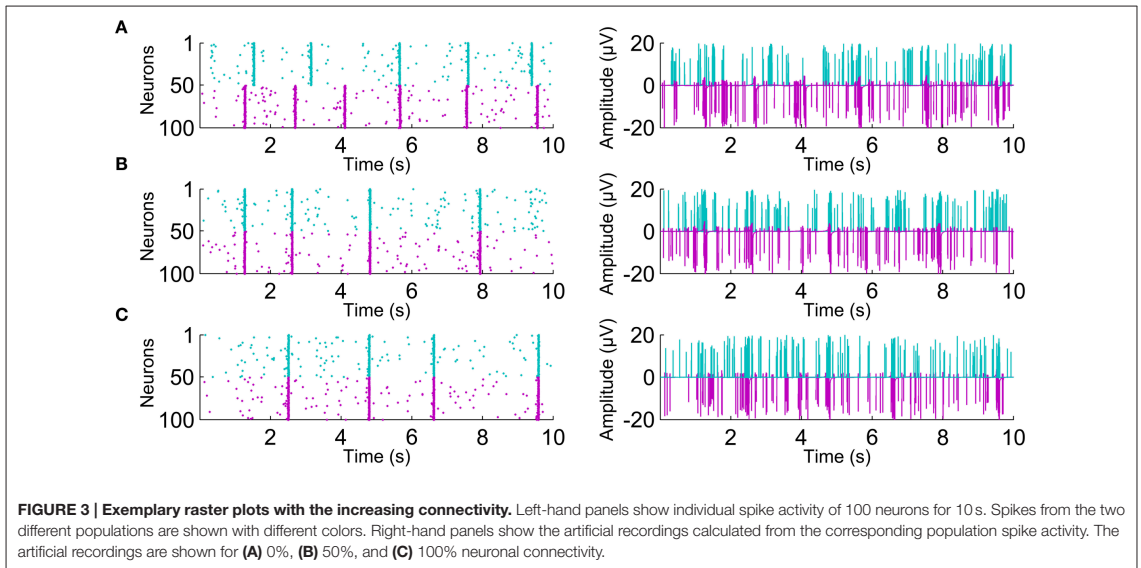 A
Neurons
1
50
100
2 4 6 8 10
Time (s)
Amplitude (µV)
20
0
-20
2 4 6 8 10
Time (s)
B
Neurons
1
50
100
2 4 6 8 10
Time (s)
Amplitude (µV)
20
0
-20
2 4 6 8 10
Time (s)
C
Neurons
1
50
100
2 4 6 8 10
Time (s)
Amplitude (µV)
20
0
-20
2 4 6 8 10
Time (s)
FIGURE 3 | Exemplary raster plots with the increasing connectivity. Left-hand panels show individual spike activity of 100 neurons for 10 s. Spikes from the two
different populations are shown with different colors. Right-hand panels show the artificial recordings calculated from the corresponding population spike activity. The
artificial recordings are shown for (A) 0%, (B) 50%, and (C) 100% neuronal connectivity.